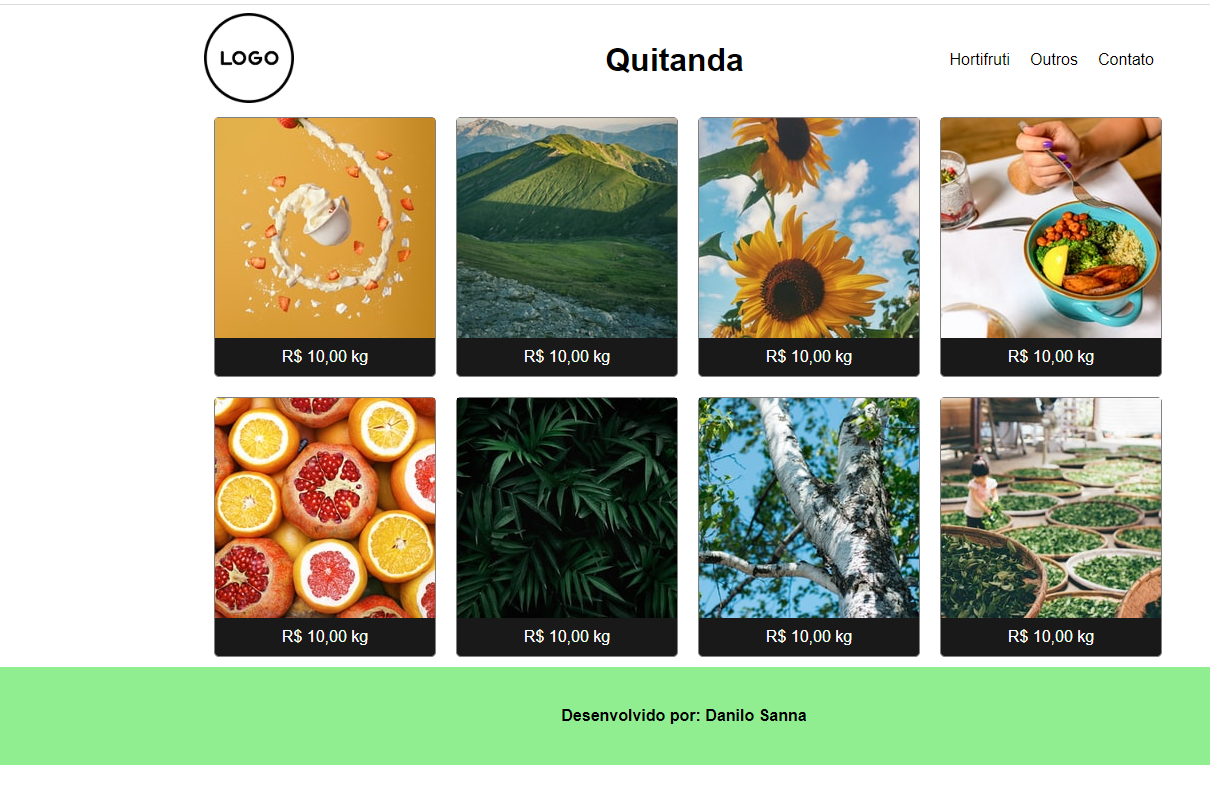 LOGO
Quitanda
Hortifruti Outros Contato
R$ 10,00 kg
R$ 10,00 kg
R$ 10,00 kg
R$ 10,00 kg
R$ 10,00 kg
R$ 10,00 kg
R$ 10,00 kg
R$ 10,00 kg
Desenvolvido por: Danilo Sanna